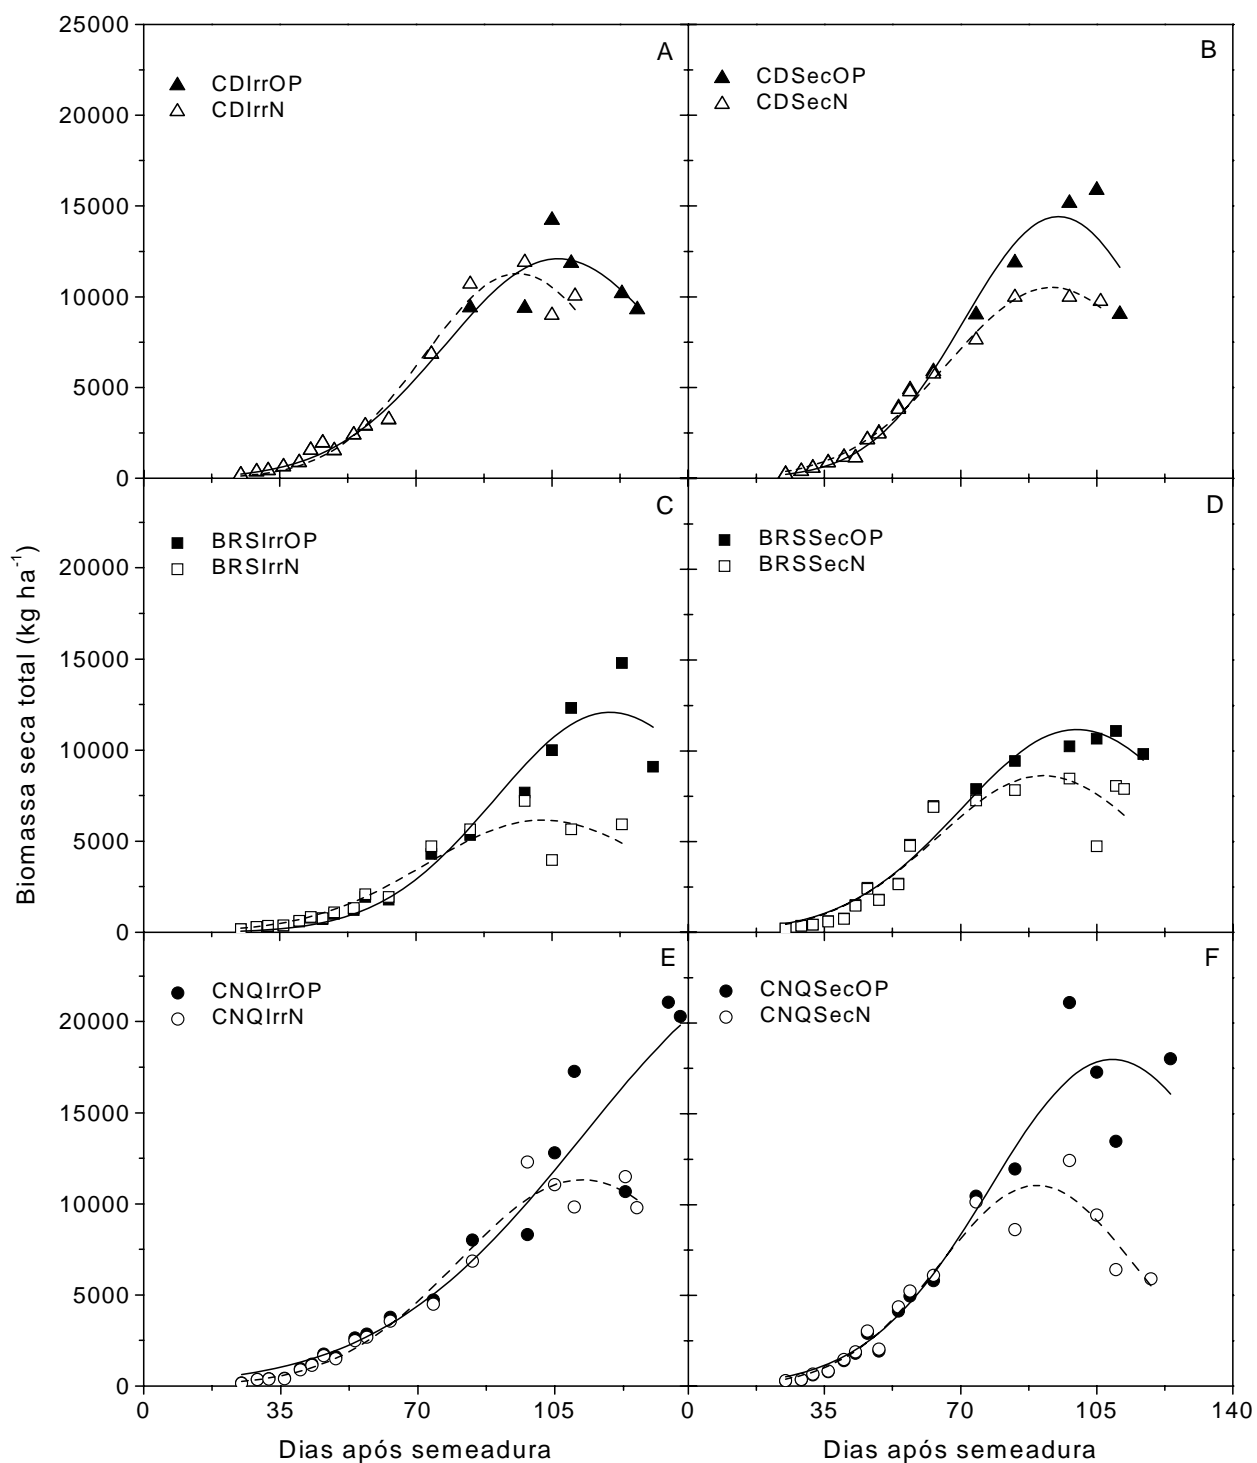 25000
20000
15000
10000
5000
0
A
CDIrrOP
CDIrrN
B
CDSecOP
CDSecN
20000
15000
10000
5000
0
C
BRSIrrOP
BRSIrrN
D
BRSSecOP
BRSSecN
20000
15000
10000
5000
0
E
CNQIrrOP
CNQIrrN
F
CNQSecOP
CNQSecN
Biomassa seca total (kg ha⁻¹)
0 35 70 105 0 35 70 105 140
Dias após semeadura Dias após semeadura